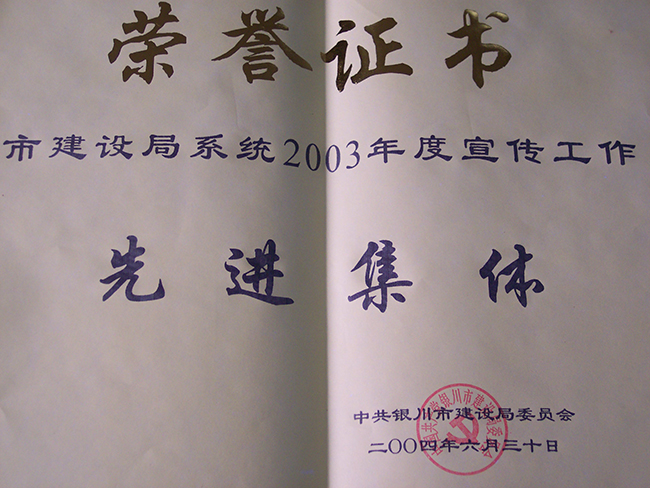 荣誉证书
市建设局系统2003年度宣传工作
先进集体
中共银川市建设局委员会
二〇〇四年六月三十日